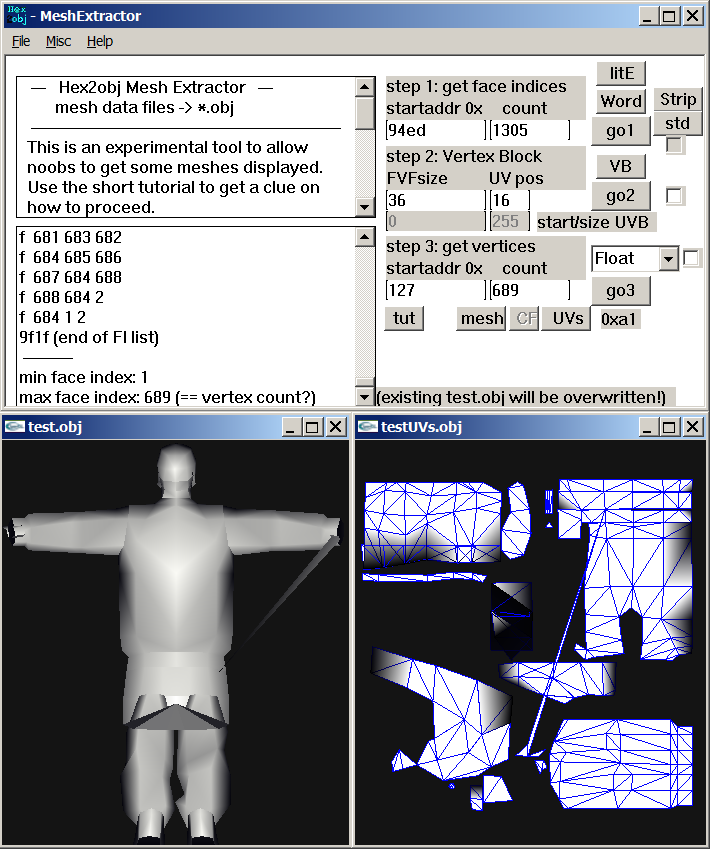 Hex
obj
- MeshExtractor
File Misc Help
— Hex2obj Mesh Extractor —
mesh data files -> *.obj
This is an experimental tool to allow
noobs to get some meshes displayed.
Use the short tutorial to get a clue on
how to proceed.
f 681 683 682
f 684 685 686
f 687 684 688
f 688 684 2
f 684 1 2
9f1f (end of FI list)
min face index: 1
max face index: 689 (== vertex count?)
step 1: get face indices
startaddr 0x count
94ed 1305
litE
Word
go1
Strip
std
step 2: Vertex Block
FVFsize UV pos
36 16
0 255 start/size UVB
VB
go2
step 3: get vertices
startaddr 0x count
127 689
Float
go3
tut mesh CF UVs 0xa1
(existing test.obj will be overwritten!)
test.obj
testUVs.obj